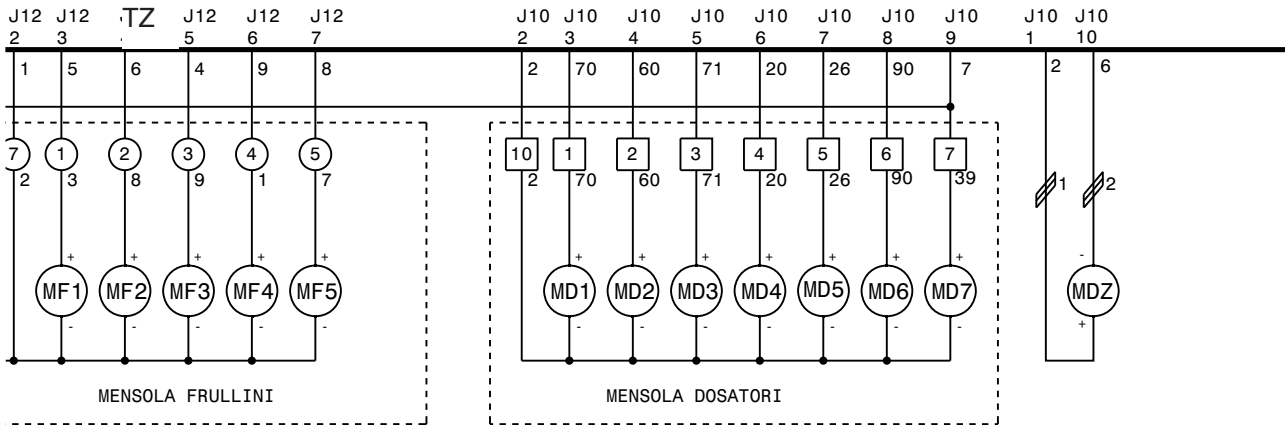 J12 J12 TZ J12 J12 J12 J10 J10 J10 J10 J10 J10 J10 J10 J10 J10
2 3 5 6 7 2 3 4 5 6 7 8 9 1 10
1 5 6 4 9 8 2 70 60 71 20 26 90 7 2 6
7 1 2 3 4 5 10 1 2 3 4 5 6 7
2 3 8 9 1 7 2 70 60 71 20 26 90 39 1 2
+ + + + + + + + + + + + -
MF1 MF2 MF3 MF4 MF5 MD1 MD2 MD3 MD4 MD5 MD6 MD7 MDZ
- - - - - - - - - - - - +
MENSOLA FRULLINI MENSOLA DOSATORI